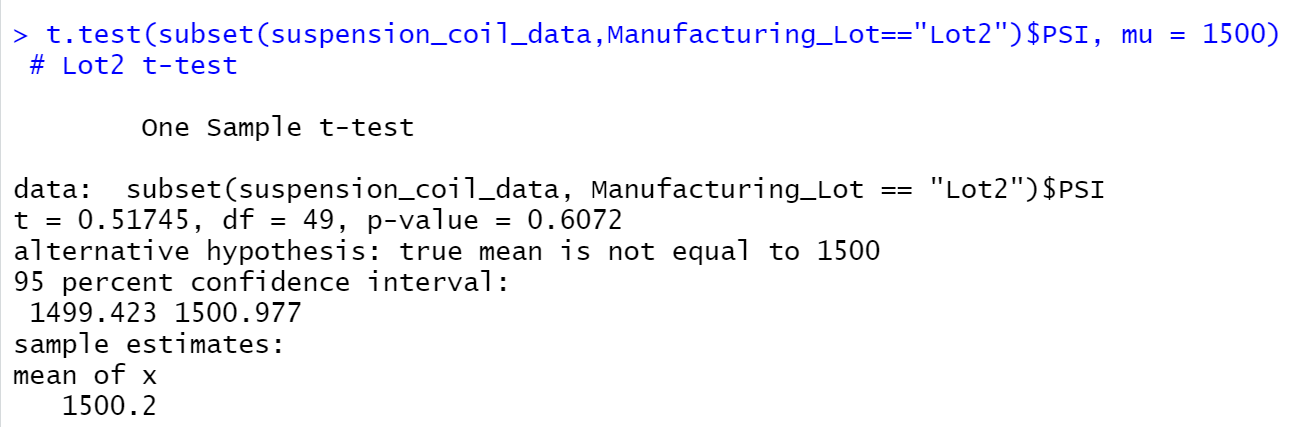 > t.test(subset(suspension_coil_data,Manufacturing_Lot=="Lot2")$PSI, mu = 1500)
# Lot2 t-test
One Sample t-test
data:  subset(suspension_coil_data, Manufacturing_Lot == "Lot2")$PSI
t = 0.51745, df = 49, p-value = 0.6072
alternative hypothesis: true mean is not equal to 1500
95 percent confidence interval:
1499.423 1500.977
sample estimates:
mean of x
1500.2